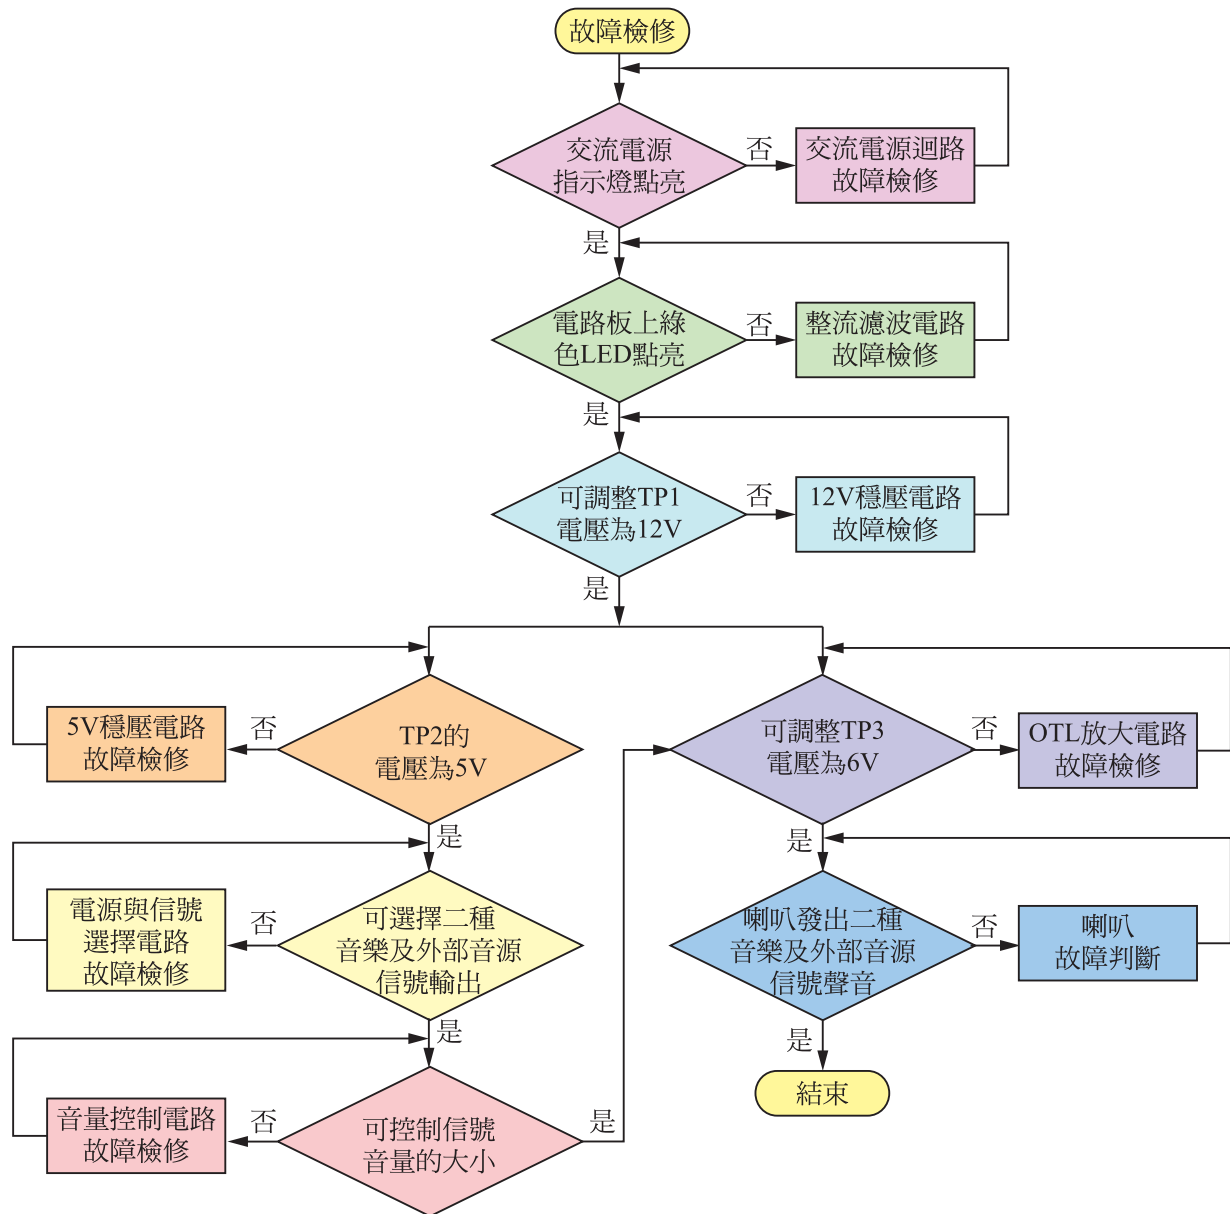 故障檢修
交流電源
指示燈點亮
否
交流電源迴路
故障檢修
是
電路板上綠
色LED點亮
否
整流濾波電路
故障檢修
是
可調整TP1
電壓為12V
否
12V穩壓電路
故障檢修
是
TP2的
電壓為5V
否
5V穩壓電路
故障檢修
是
可選擇二種
音樂及外部音源
信號輸出
否
電源與信號
選擇電路
故障檢修
是
可控制信號
音量的大小
否
音量控制電路
故障檢修
是
可調整TP3
電壓為6V
否
OTL放大電路
故障檢修
是
喇叭發出二種
音樂及外部音源
信號聲音
否
喇叭
故障判斷
是
結束